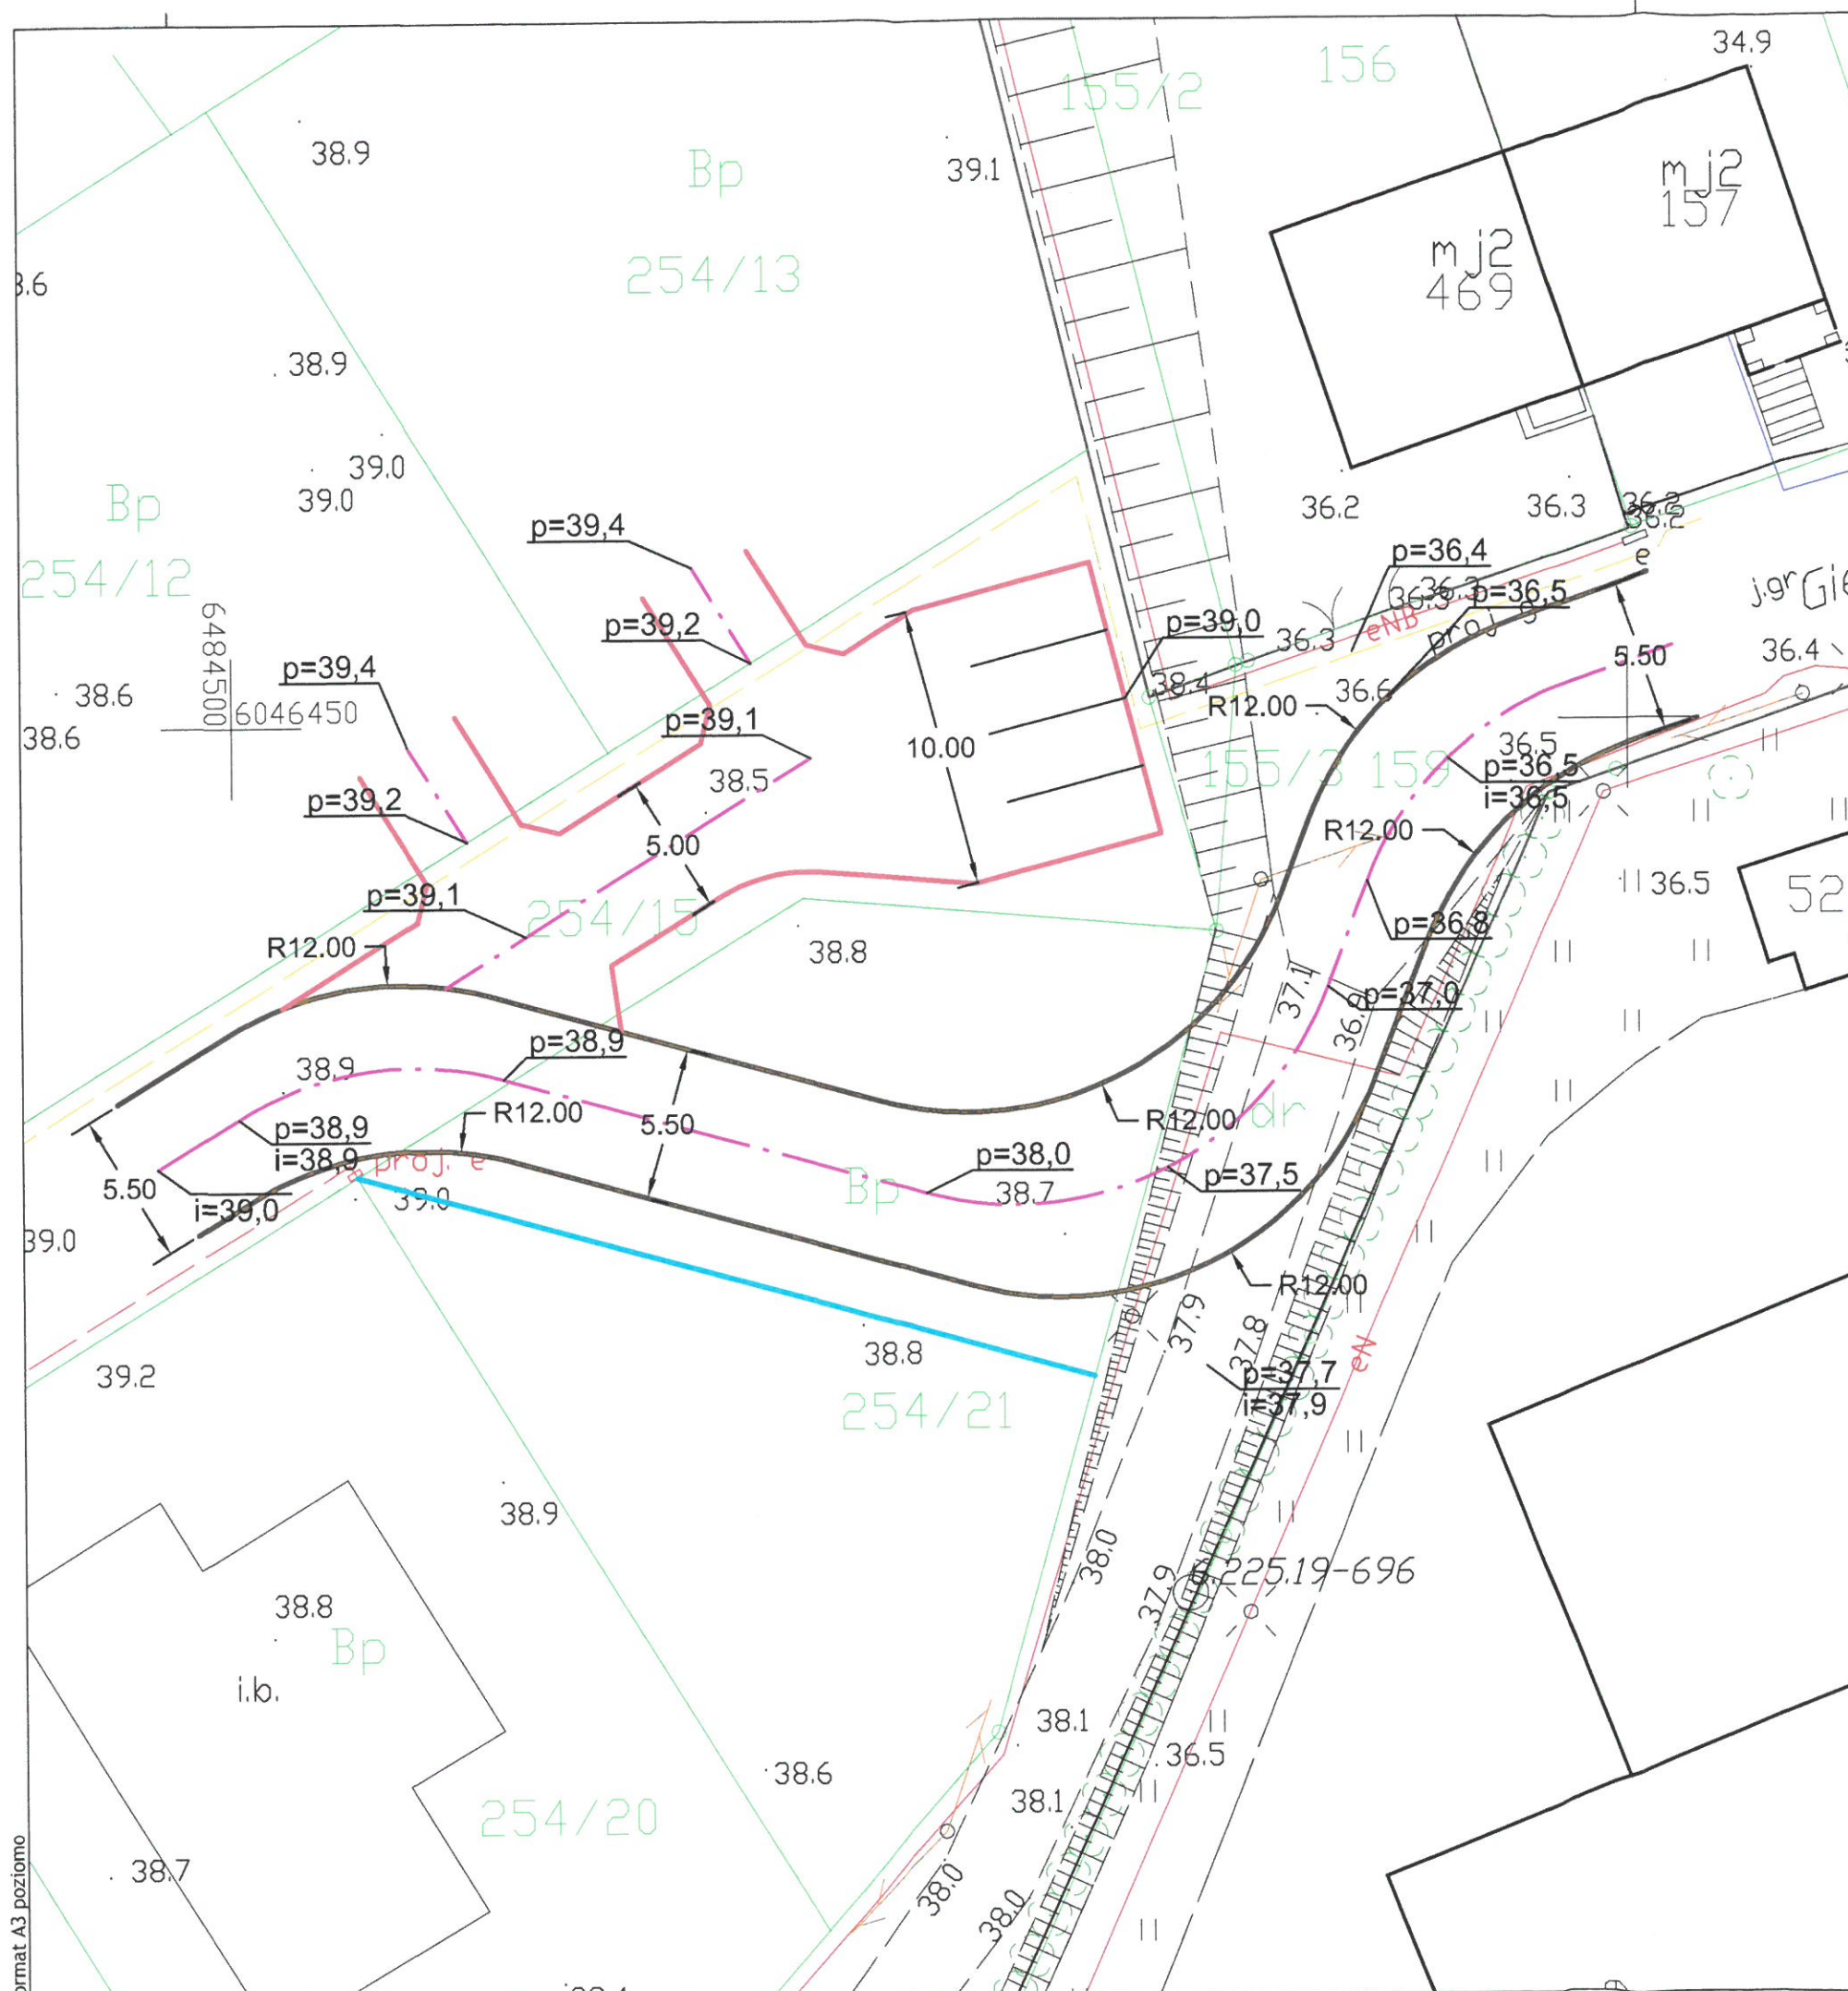 34.9
156
155/2
38.9
Bp
39.1
m j2
157
m j2
469
254/13
38.9
39.0
39.0
Bp
254/12
36.2
36.3
36.2
36.2
p=39,4
p=36,4
e
36.3
p=36,5
proj. g
eNB
36.3
p=39,2
p=39,0
5.50
36.4
6484500
6046450
p=39,4
38.6
38.6
38.4
36.6
R12.00
p=39,1
10.00
38.5
36.5
155/3
159
p=36,5
i=36,5
p=39,2
5.00
R12.00
36.5
52
p=39,1
254/15
p=36,8
R12.00
38.8
37.1
p=37,0
p=38,9
38.9
R12.00
5.50
R12.00
dr
p=38,9
i=38,9
proj. e
p=38,0
Bp
38.7
p=37,5
5.50
i=39,0
39.0
39.0
R12.00
37.9
37.8
39.2
38.8
p=37,7
i=37,9
eN
254/21
38.9
38.0
37.9
225.19-696
38.8
Bp
i.b.
38.1
36.5
38.6
38.1
254/20
38.7
38.0
38.0
ormat A3 poziomo